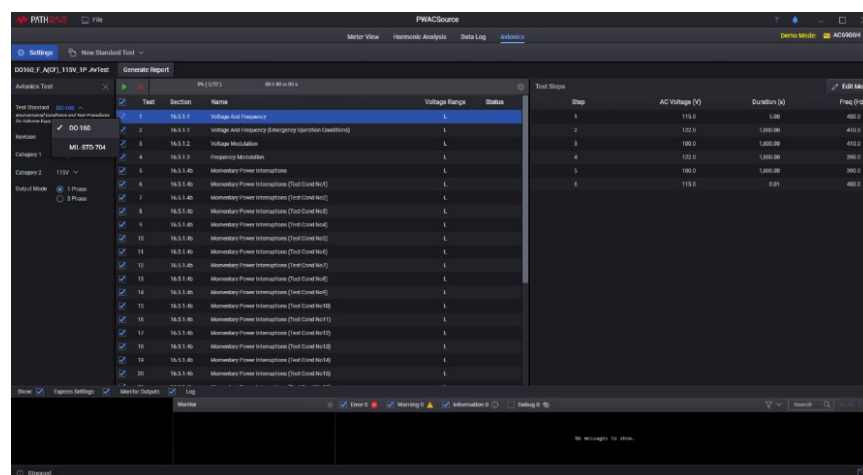 PATHWAVE File PWACSource ?
Meter View Harmonic Analysis Data Log Avionics Demo Mode: AC6906H
Settings New Standard Test
DO160_F_A(CF)_115V_1P.AvTest Generate Report
Avionics Test 0% (1/32) 00 h 00 m 00 s Test Steps
Test Standard DO-160 Test Section Name Voltage Range Status Step AC Voltage (V) Duration (s) Freq (Hz
Environmental Conditions and Test Procedures
DO-160
MIL-STD-704
Revision
Category 1
Category 2 115V
Output Mode 1 Phase
3 Phase
1 16.5.1.1 Voltage And Frequency L
2 16.5.1.1 Voltage And Frequency (Emergency Operation Conditions) L
3 16.5.1.2 Voltage Modulation L
4 16.5.1.3 Frequency Modulation L
5 16.5.1.4b Momentary Power Interruptions L
6 16.5.1.4b Momentary Power Interruptions (Test Cond No1) L
7 16.5.1.4b Momentary Power Interruptions (Test Cond No2) L
8 16.5.1.4b Momentary Power Interruptions (Test Cond No3) L
9 16.5.1.4b Momentary Power Interruptions (Test Cond No4) L
10 16.5.1.4b Momentary Power Interruptions (Test Cond No5) L
11 16.5.1.4b Momentary Power Interruptions (Test Cond No6) L
12 16.5.1.4b Momentary Power Interruptions (Test Cond No7) L
13 16.5.1.4b Momentary Power Interruptions (Test Cond No8) L
14 16.5.1.4b Momentary Power Interruptions (Test Cond No9) L
15 16.5.1.4b Momentary Power Interruptions (Test Cond No10) L
16 16.5.1.4b Momentary Power Interruptions (Test Cond No11) L
17 16.5.1.4b Momentary Power Interruptions (Test Cond No12) L
18 16.5.1.4b Momentary Power Interruptions (Test Cond No13) L
19 16.5.1.4b Momentary Power Interruptions (Test Cond No14) L
20 16.5.1.4b Momentary Power Interruptions (Test Cond No15) L
Edit Mo
1 115.0 5.00 400.0
2 122.0 1,800.00 410.0
3 100.0 1,800.00 410.0
4 122.0 1,800.00 390.0
5 100.0 1,800.00 390.0
6 115.0 0.01 400.0
Show: Express Settings Monitor Outputs Log
Monitor Error 0 Warning 0 Information 0 Debug 0 Search
No messages to show.
Stopped